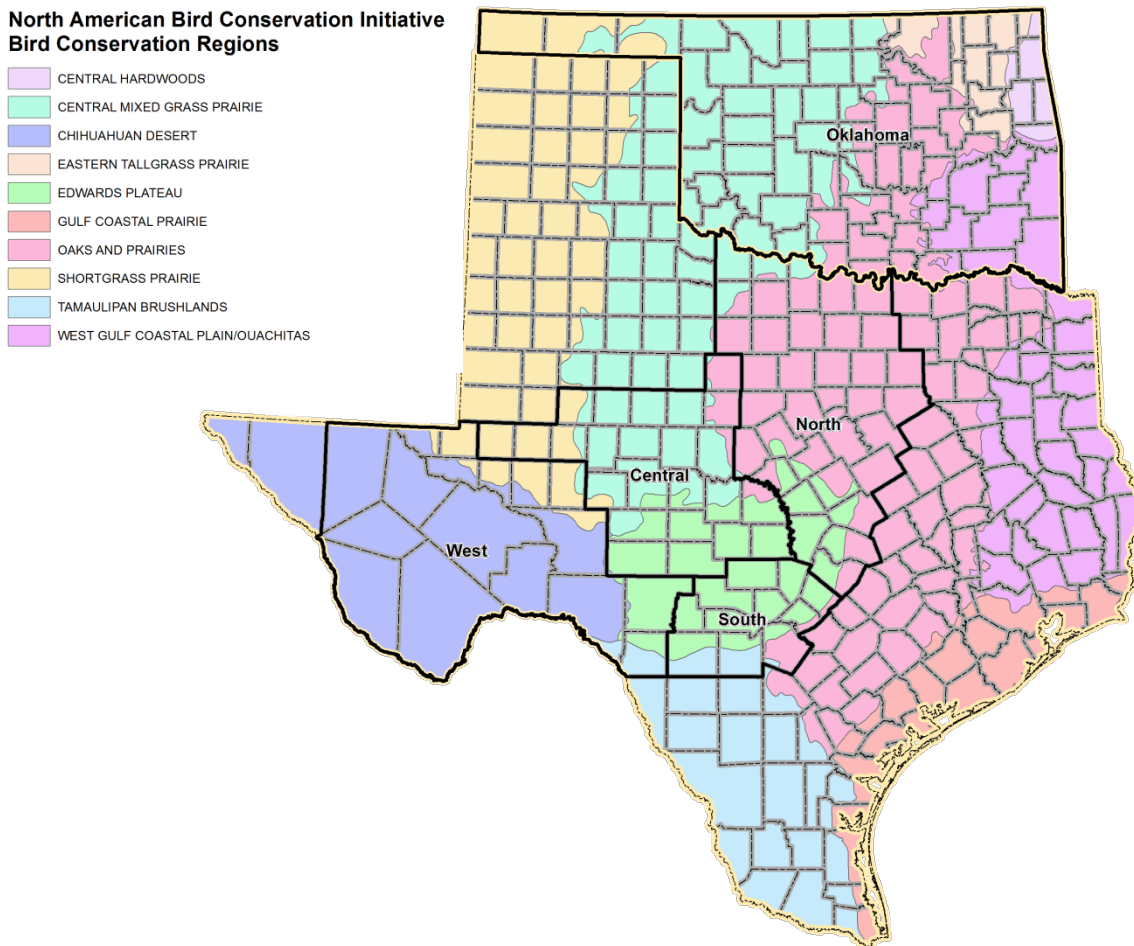 North American Bird Conservation Initiative
Bird Conservation Regions
CENTRAL HARDWOODS
CENTRAL MIXED GRASS PRAIRIE
CHIHUAHUAN DESERT
EASTERN TALLGRASS PRAIRIE
EDWARDS PLATEAU
GULF COASTAL PRAIRIE
OAKS AND PRAIRIES
SHORTGRASS PRAIRIE
TAMAULIPAN BRUSHLANDS
WEST GULF COASTAL PLAIN/OUACHITAS
Oklahoma
North
Central
West
South